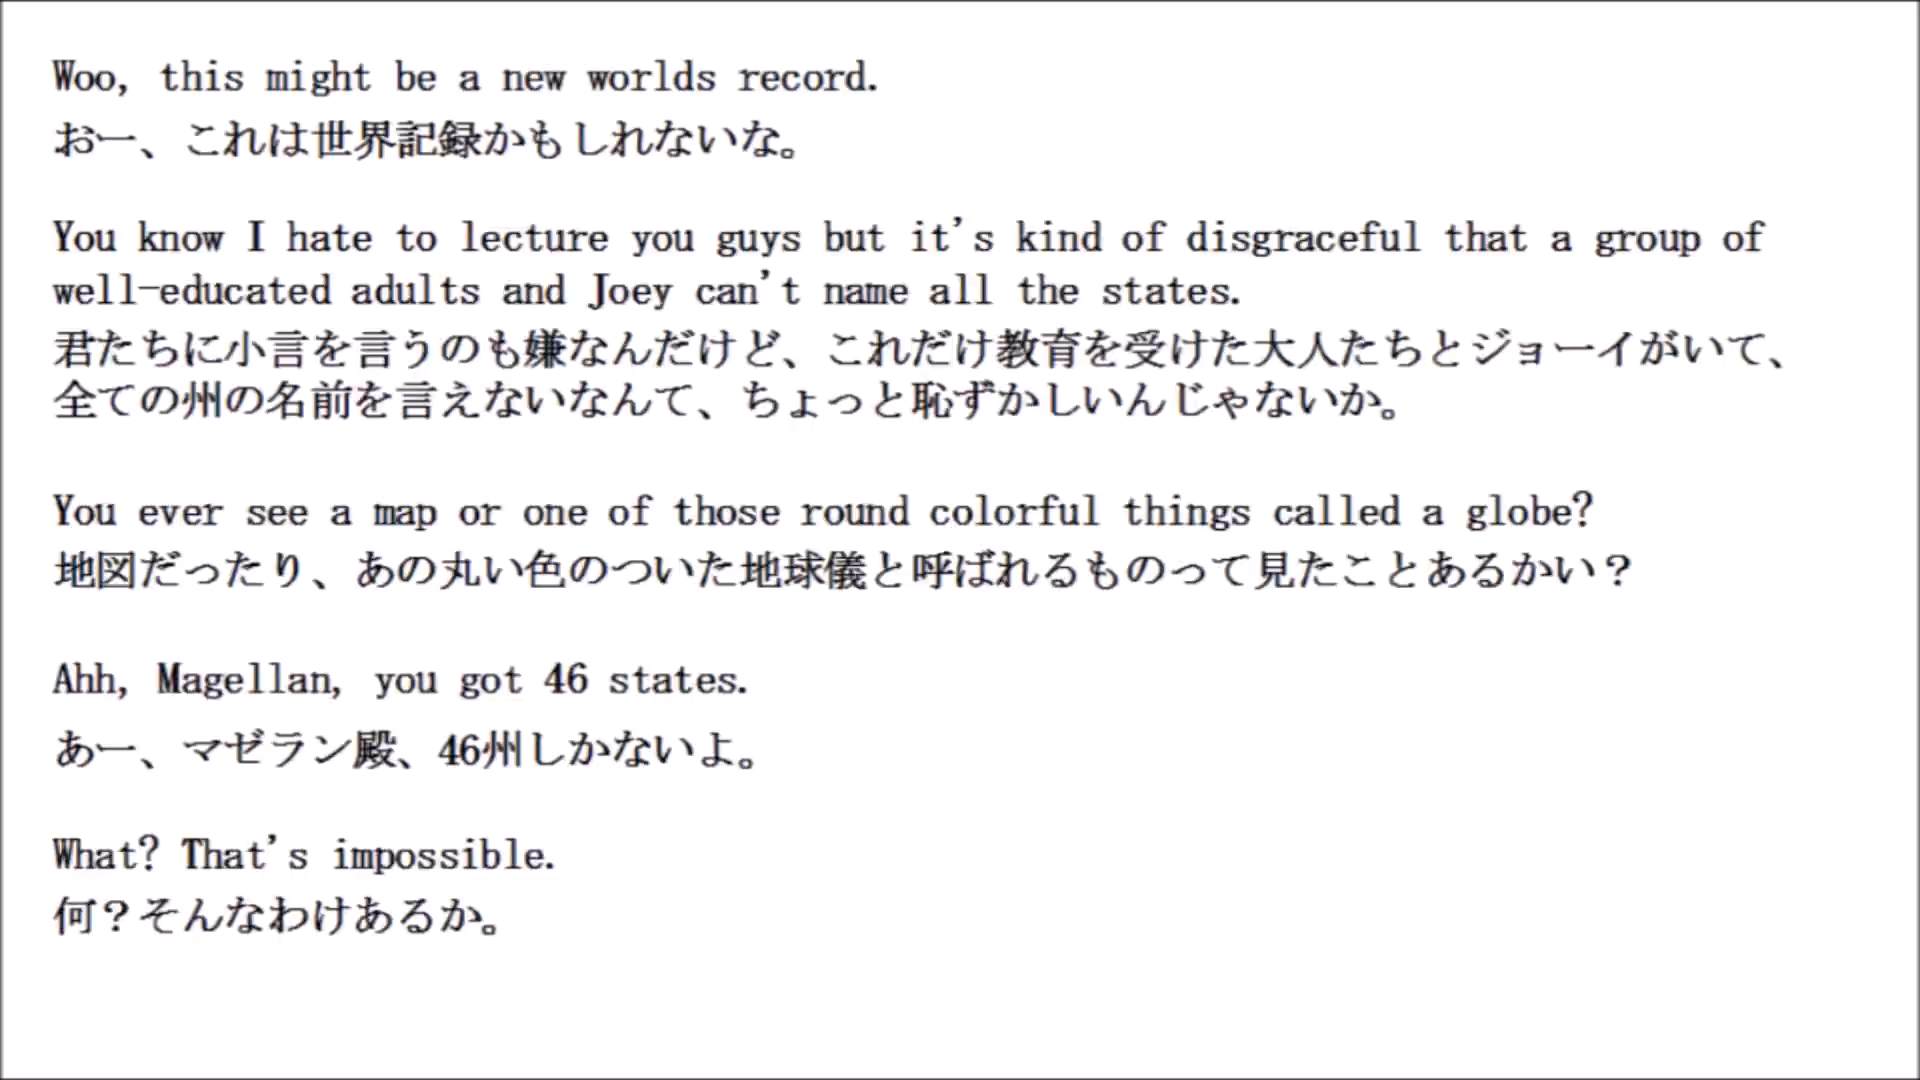 Woo, this might be a new worlds record.
おー、これは世界記録かもしれないな。
You know I hate to lecture you guys but it's kind of disgraceful that a group of
well-educated adults and Joey can't name all the states.
君たちに小言を言うのも嫌なんだけど、これだけ教育を受けた大人たちとジョーイがいて、
全ての州の名前を言えないなんて、ちょっと恥ずかしいんじゃないか。
You ever see a map or one of those round colorful things called a globe?
地図だったり、あの丸い色のついた地球儀と呼ばれるものって見たことあるかい？
Ahh, Magellan, you got 46 states.
あー、マゼラン殿、46州しかないよ。
What? That's impossible.
何？そんなわけあるか。